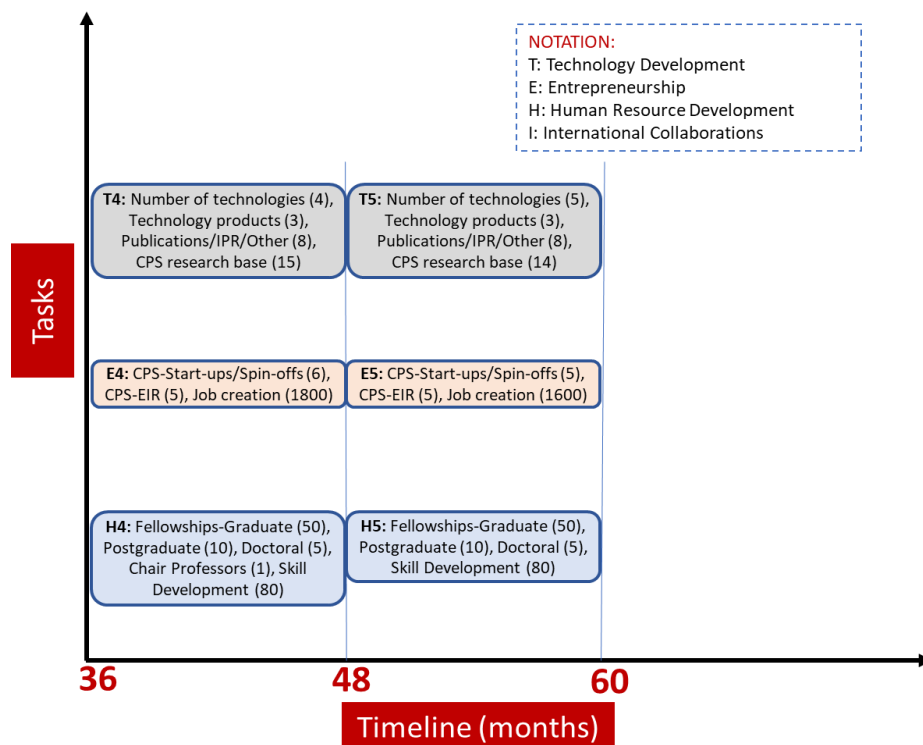 NOTATION:
T: Technology Development
E: Entrepreneurship
H: Human Resource Development
I: International Collaborations
T4: Number of technologies (4),
Technology products (3),
Publications/IPR/Other (8),
CPS research base (15)
T5: Number of technologies (5),
Technology products (3),
Publications/IPR/Other (8),
CPS research base (14)
Tasks
E4: CPS-Start-ups/Spin-offs (6),
CPS-EIR (5), Job creation (1800)
E5: CPS-Start-ups/Spin-offs (5),
CPS-EIR (5), Job creation (1600)
H4: Fellowships-Graduate (50),
Postgraduate (10), Doctoral (5),
Chair Professors (1), Skill
Development (80)
H5: Fellowships-Graduate (50),
Postgraduate (10), Doctoral (5),
Skill Development (80)
36
48
60
Timeline (months)